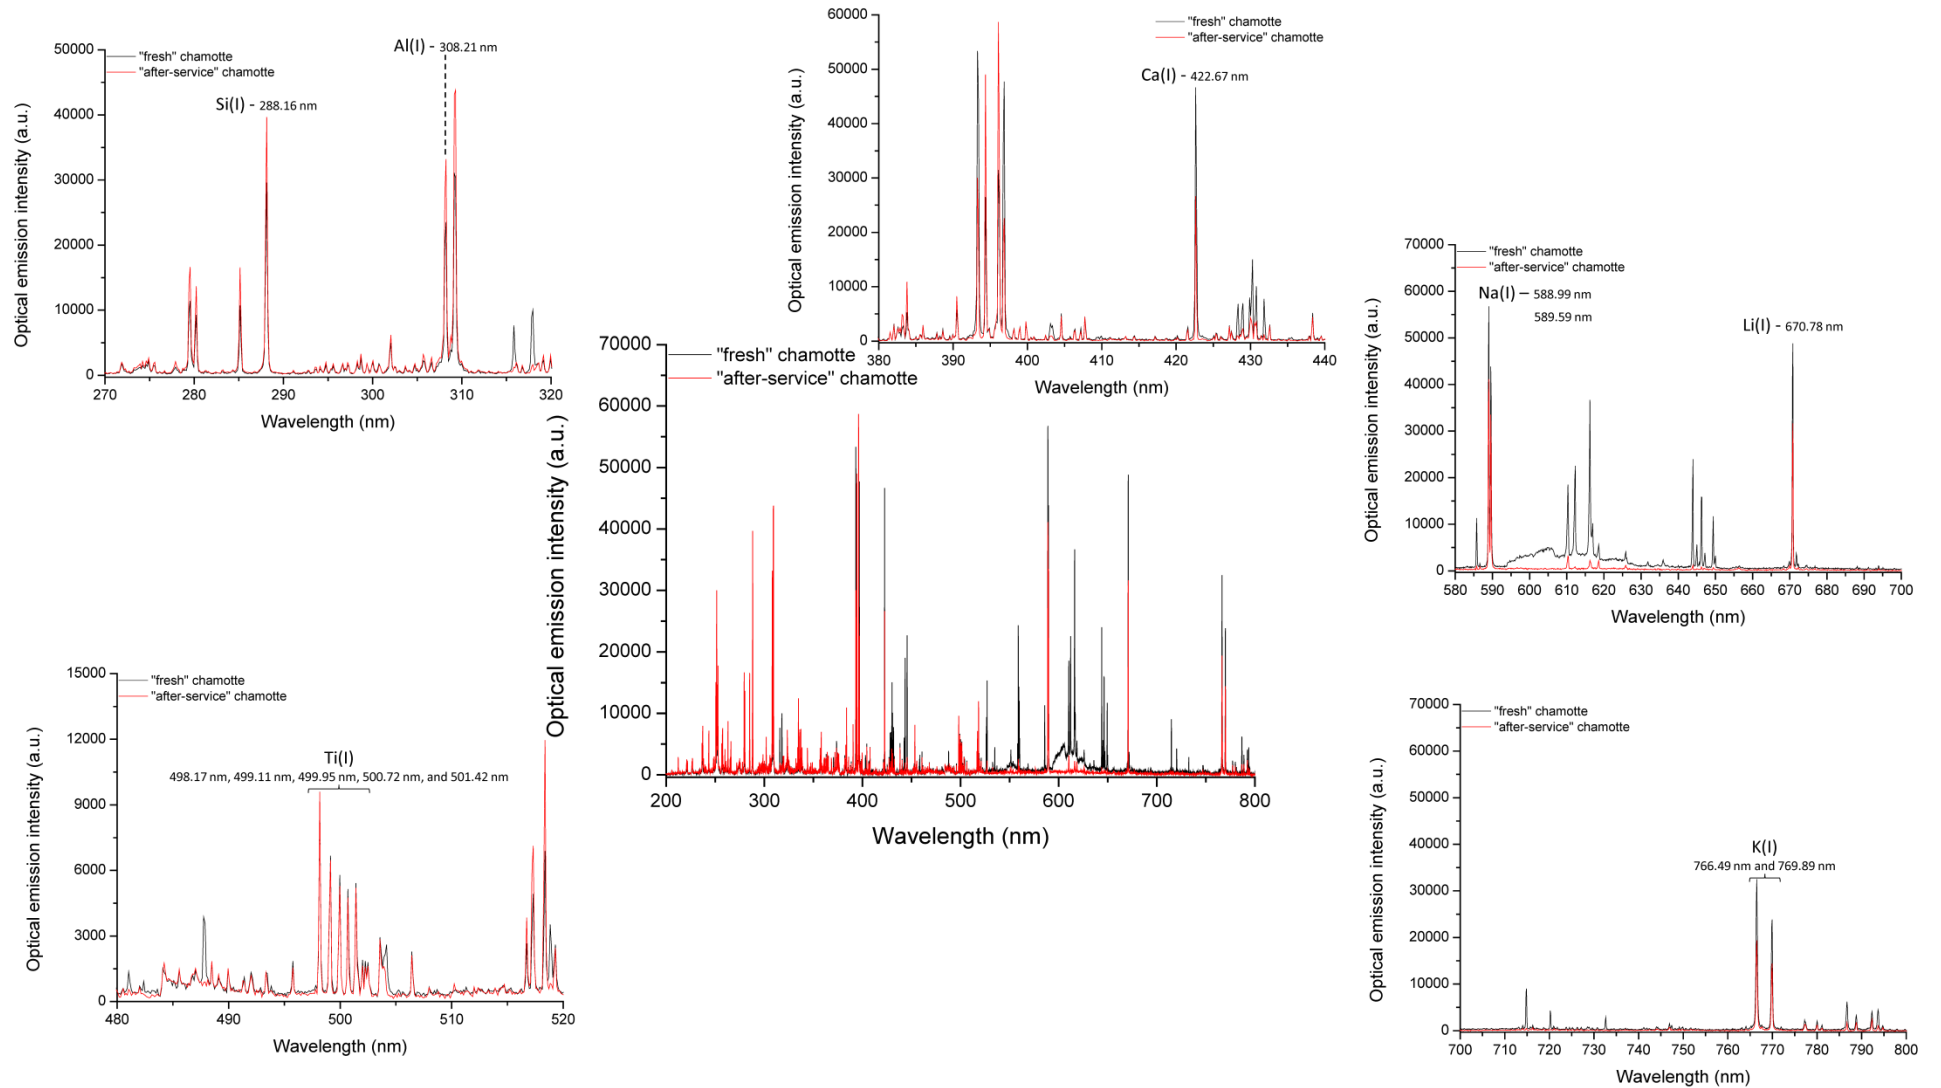 50000
40000
30000
20000
10000
0
270 280 290 300 310 320
Wavelength (nm)
Optical emission intensity (a.u.)
"fresh" chamotte
"after-service" chamotte
Si(I) - 288.16 nm
Al(I) - 308.21 nm
60000
50000
40000
30000
20000
10000
0
380 390 400 410 420 430 440
Wavelength (nm)
Optical emission intensity (a.u.)
"fresh" chamotte
"after-service" chamotte
Ca(I) - 422.67 nm
70000
60000
50000
40000
30000
20000
10000
0
580 590 600 610 620 630 640 650 660 670 680 690 700
Wavelength (nm)
Optical emission intensity (a.u.)
"fresh" chamotte
"after-service" chamotte
Na(I) – 588.99 nm
589.59 nm
Li(I) - 670.78 nm
70000
60000
50000
40000
30000
20000
10000
0
200 300 400 500 600 700 800
Wavelength (nm)
Optical emission intensity (a.u.)
"fresh" chamotte
"after-service" chamotte
15000
12000
9000
6000
3000
0
480 490 500 510 520
Wavelength (nm)
Optical emission intensity (a.u.)
"fresh" chamotte
"after-service" chamotte
Ti(I)
498.17 nm, 499.11 nm, 499.95 nm, 500.72 nm, and 501.42 nm
70000
60000
50000
40000
30000
20000
10000
0
700 710 720 730 740 750 760 770 780 790 800
Wavelength (nm)
Optical emission intensity (a.u.)
"fresh" chamotte
"after-service" chamotte
K(I)
766.49 nm and 769.89 nm